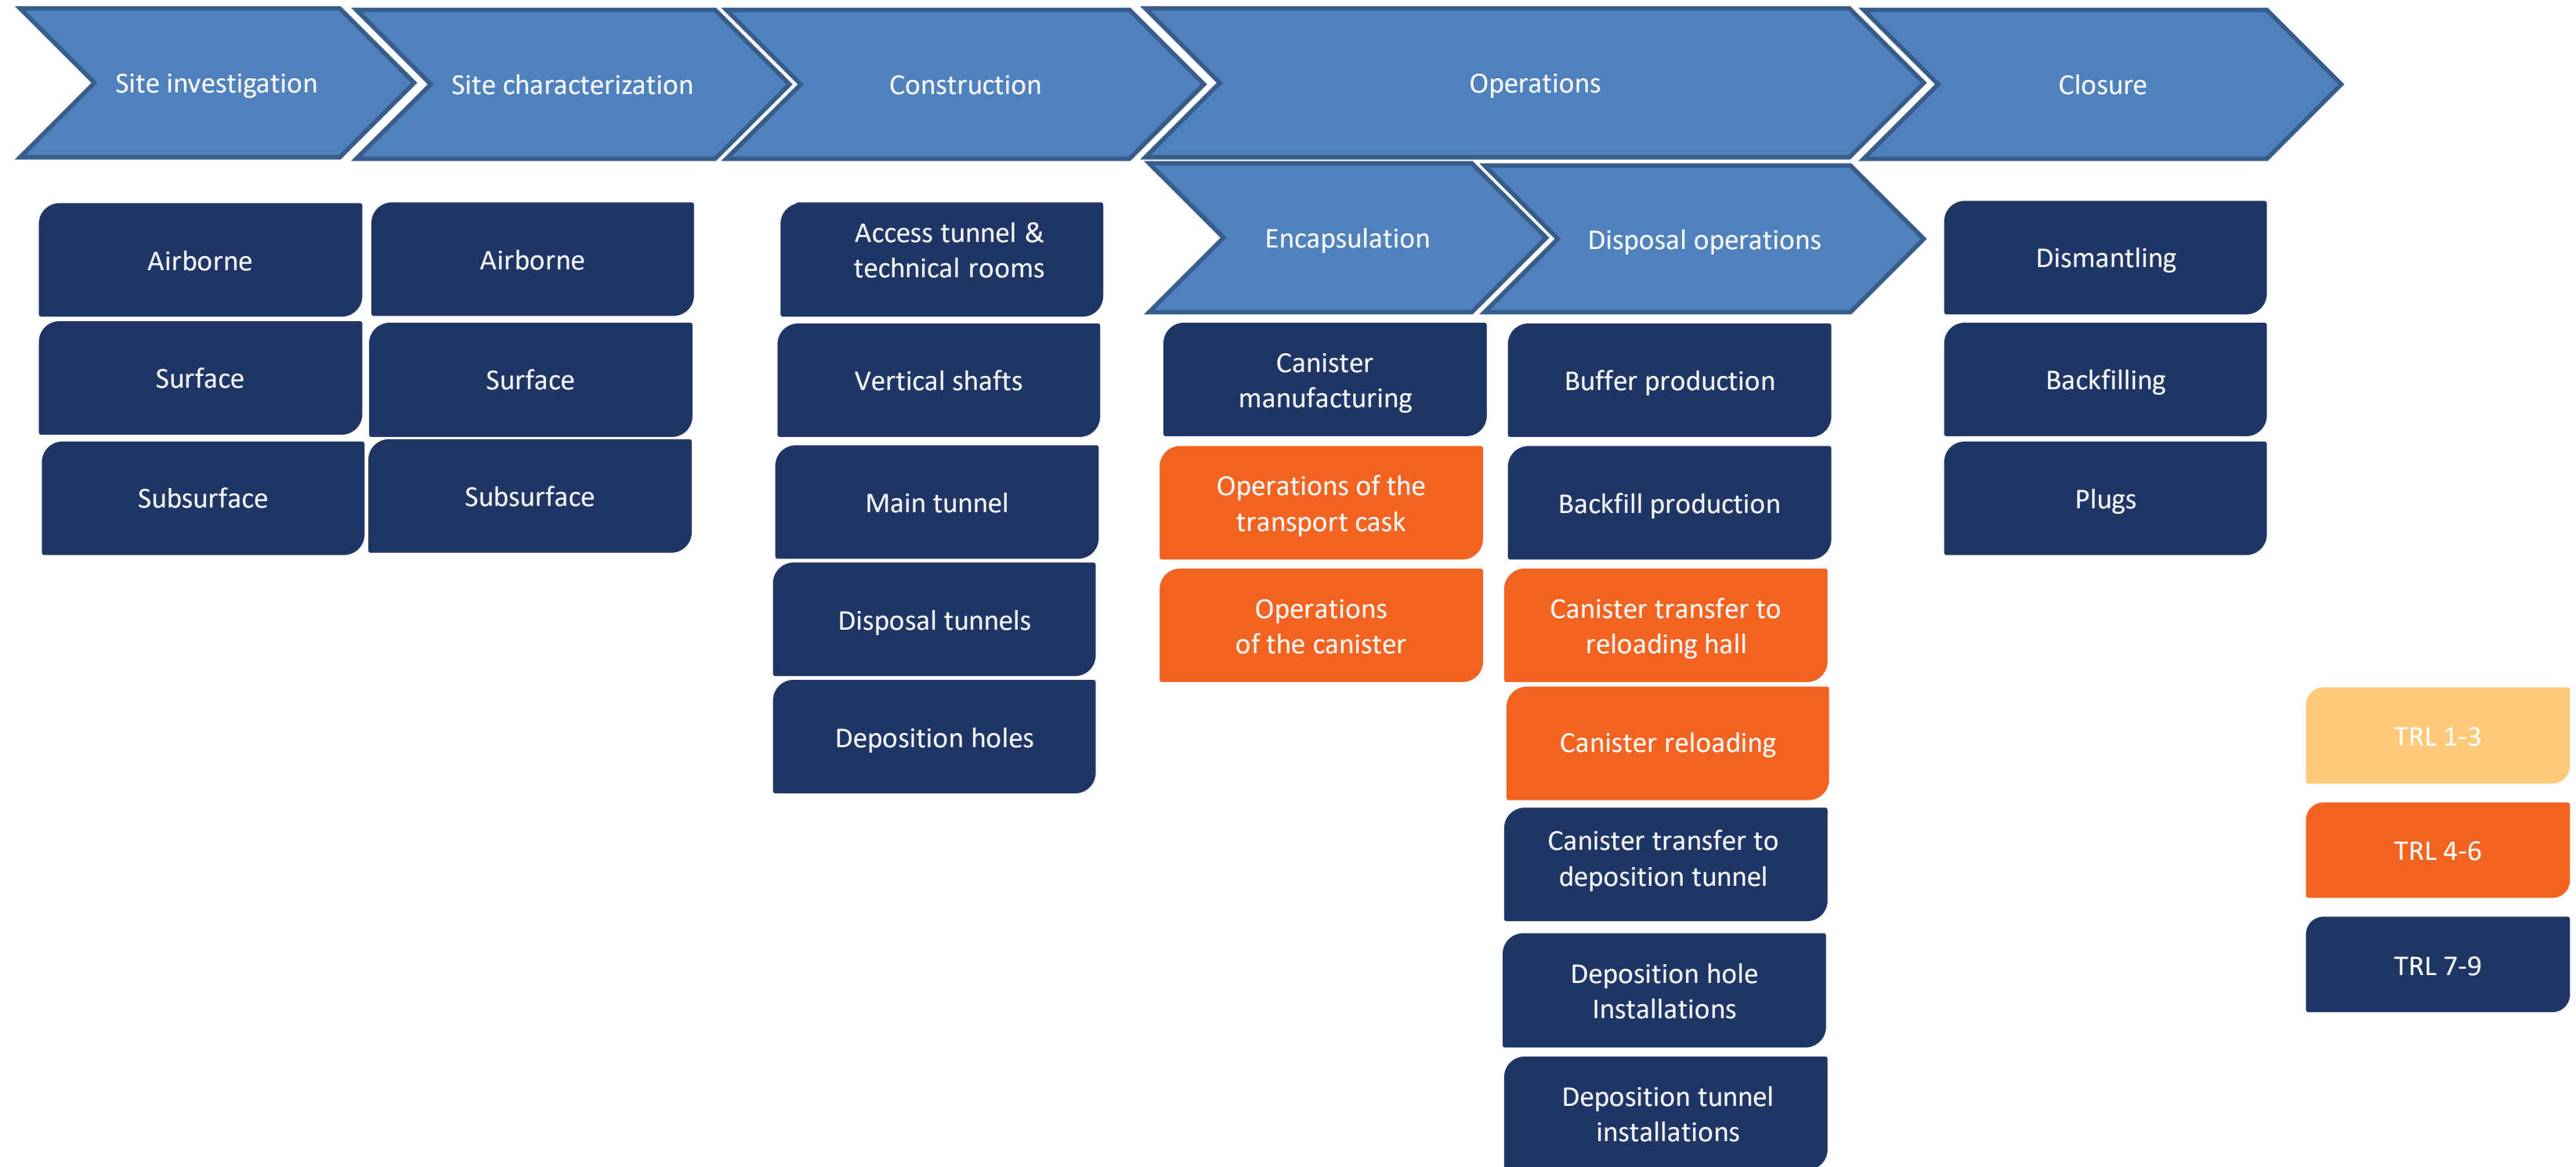 Site investigation
Site characterization
Construction
Operations
Closure
Encapsulation
Disposal operations
Airborne
Surface
Subsurface
Airborne
Surface
Subsurface
Access tunnel &
technical rooms
Vertical shafts
Main tunnel
Disposal tunnels
Deposition holes
Canister
manufacturing
Operations of the
transport cask
Operations
of the canister
Buffer production
Backfill production
Canister transfer to
reloading hall
Canister reloading
Canister transfer to
deposition tunnel
Deposition hole
Installations
Deposition tunnel
installations
Dismantling
Backfilling
Plugs
TRL 1-3
TRL 4-6
TRL 7-9